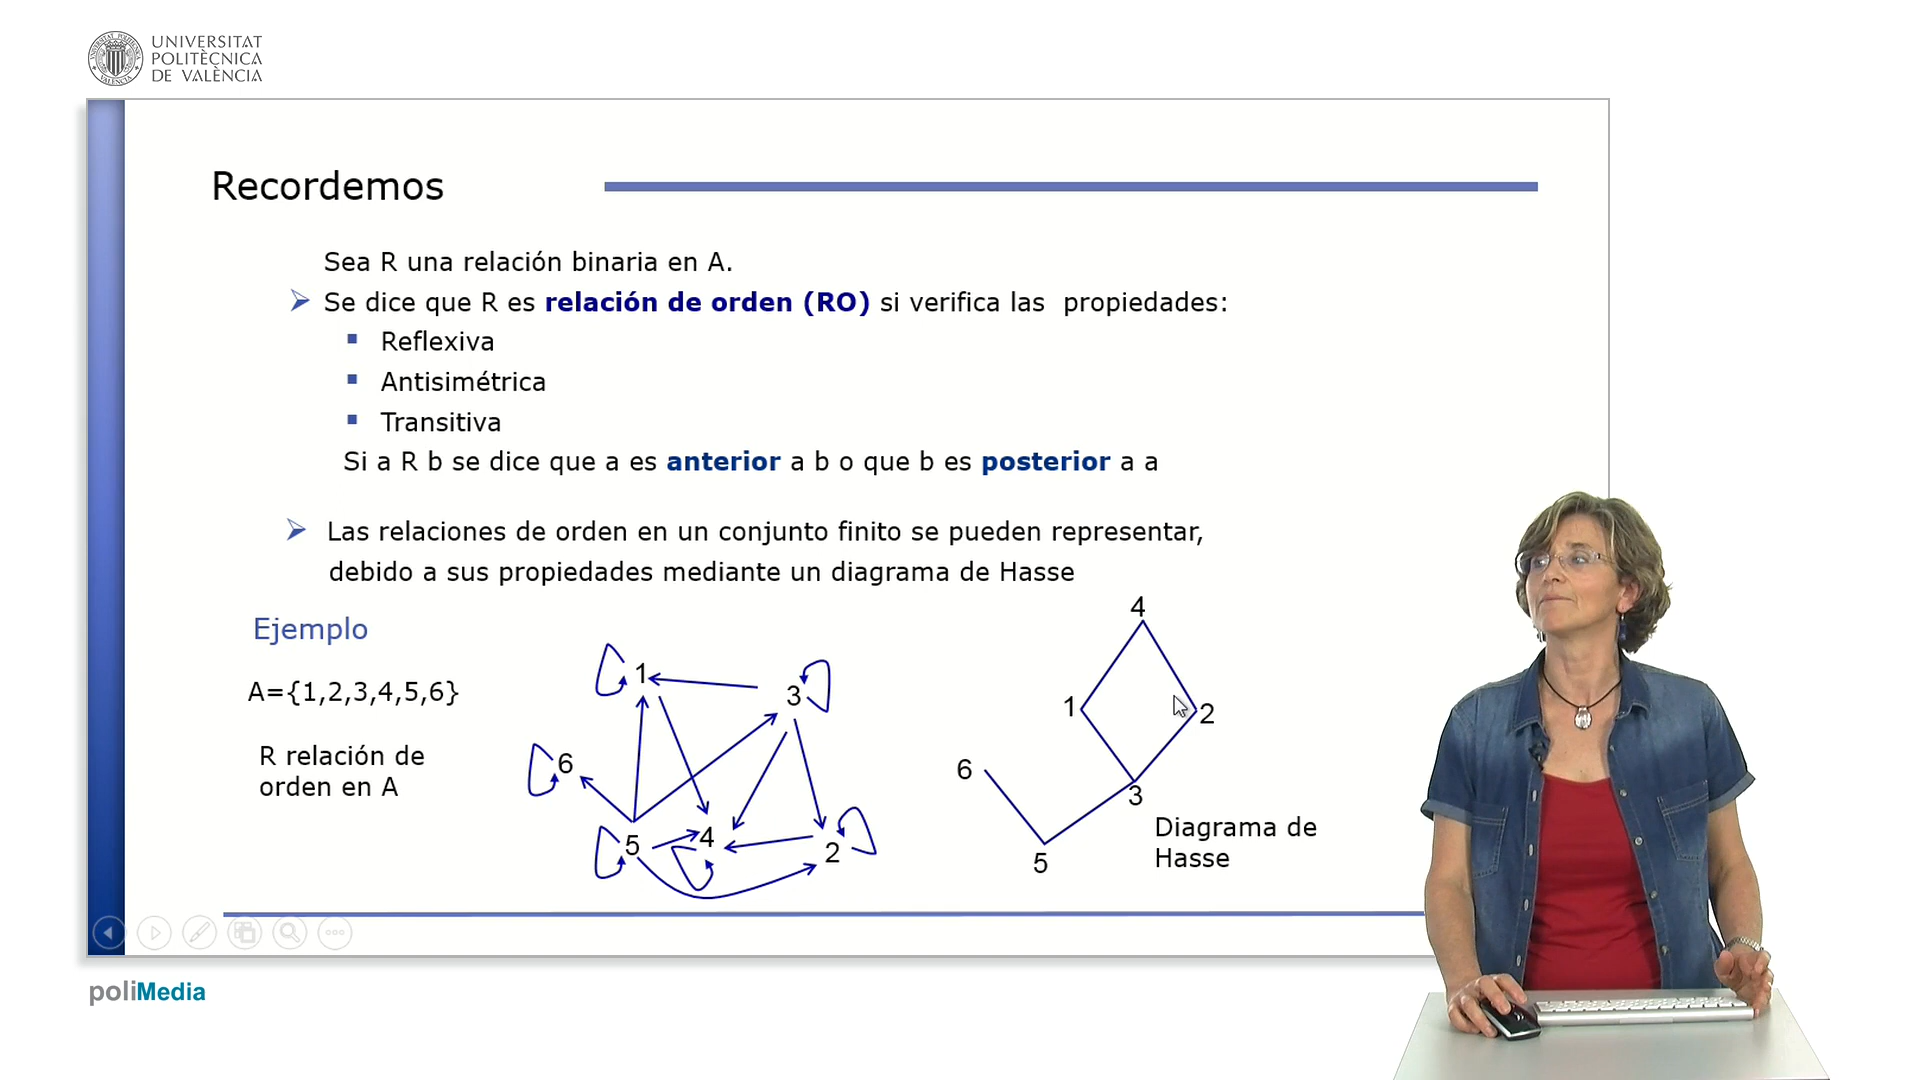 UNIVERSITAT
POLITÈCNICA
DE VALÈNCIA
Recordemos
Sea R una relación binaria en A.
Se dice que R es relación de orden (RO) si verifica las propiedades:
Reflexiva
Antisimétrica
Transitiva
Si a R b se dice que a es anterior a b o que b es posterior a a
Las relaciones de orden en un conjunto finito se pueden representar,
debido a sus propiedades mediante un diagrama de Hasse
Ejemplo
A={1,2,3,4,5,6}
R relación de
orden en A
1
3
6
5
4
2
4
1
2
6
3
5
Diagrama de
Hasse
poliMedia